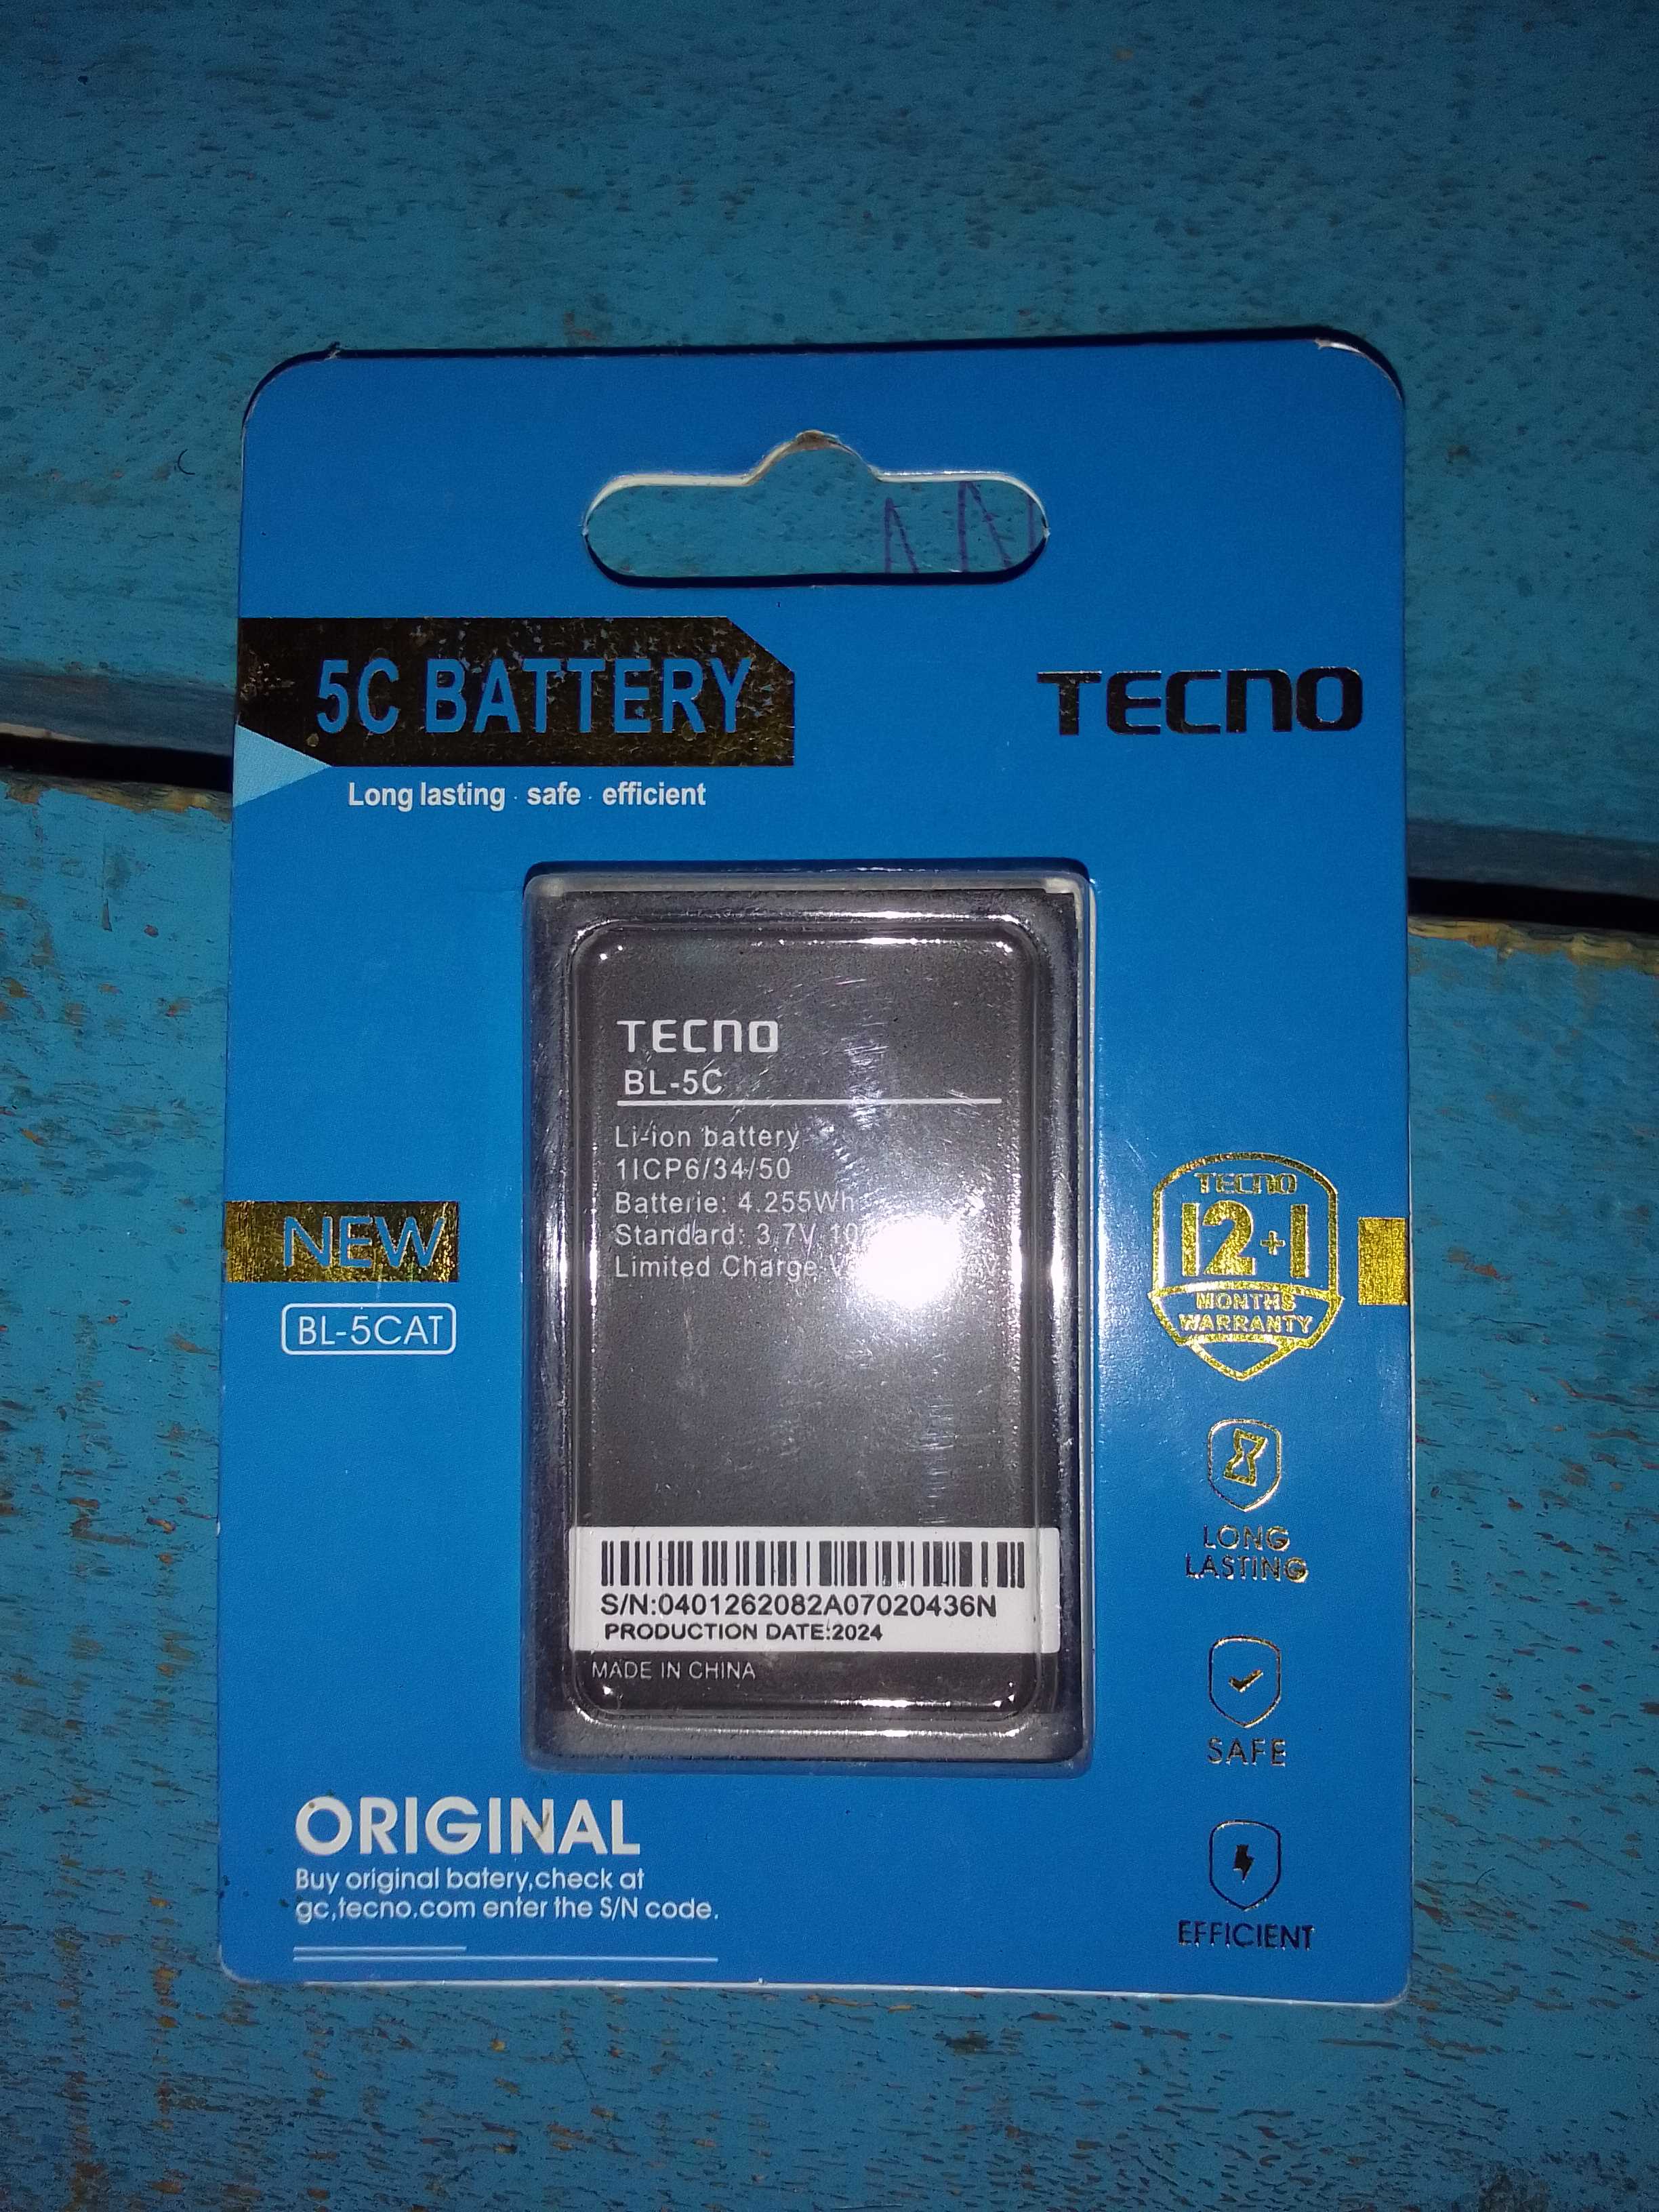 5C BATTERY
TECNO
Long lasting · safe · efficient
TECNO
BL-5C
Li-ion battery
1ICP6/34/50
Batterie: 4.255Wh
Standard: 3.7V
Limited Charge
S/N:0401262082A07020436N
PRODUCTION DATE:2024
MADE IN CHINA
NEW
BL-5CAT
TECNO
12+1
MONTHS
WARRANTY
LONG
LASTING
SAFE
EFFICIENT
ORIGINAL
Buy original batery,check at
gc,tecno.com enter the S/N code.